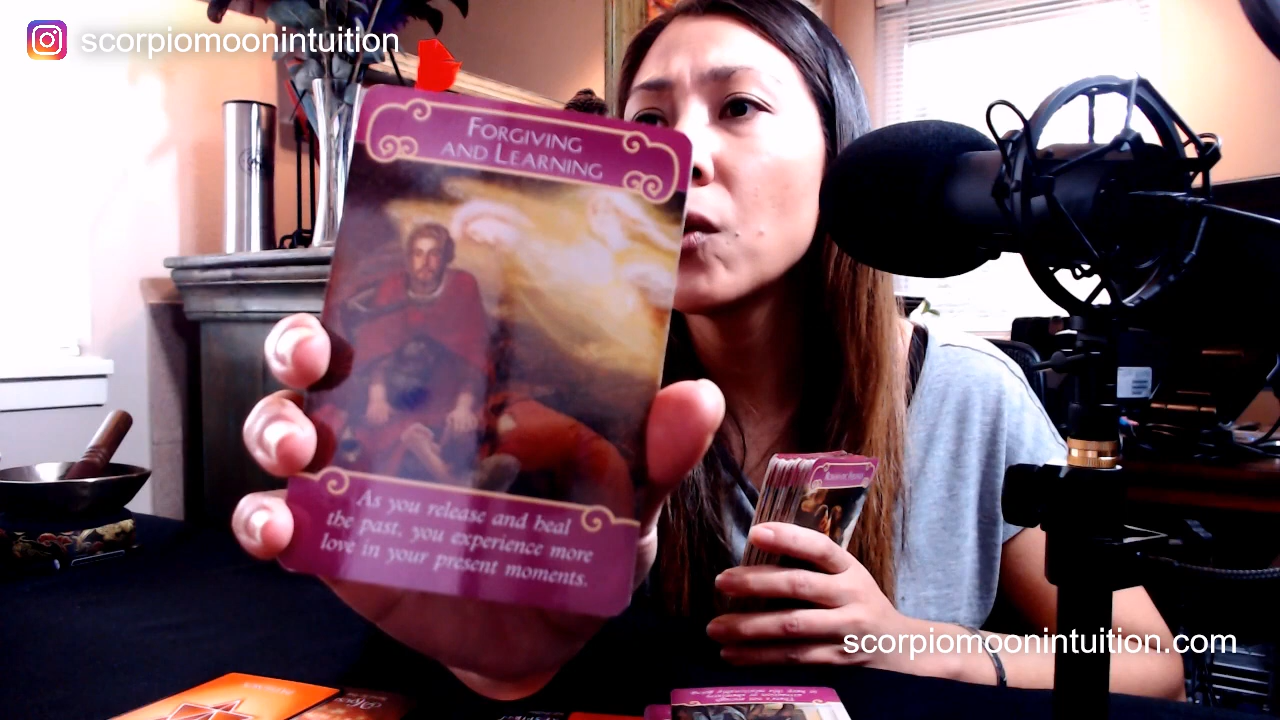 scorpiomoonintuition
FORGIVING
AND LEARNING
As you release and heal
the past, you experience more
love in your present moments.
scorpiomoonintuition.com